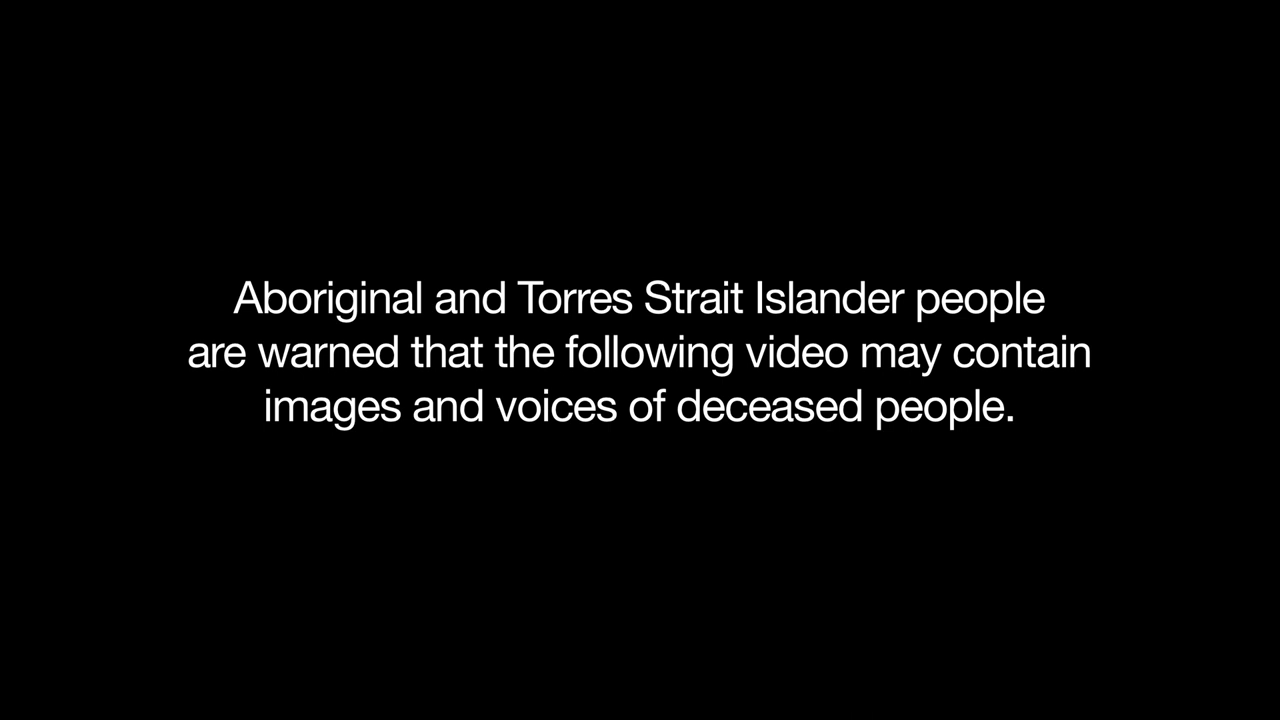 Aboriginal and Torres Strait Islander people
are warned that the following video may contain
images and voices of deceased people.